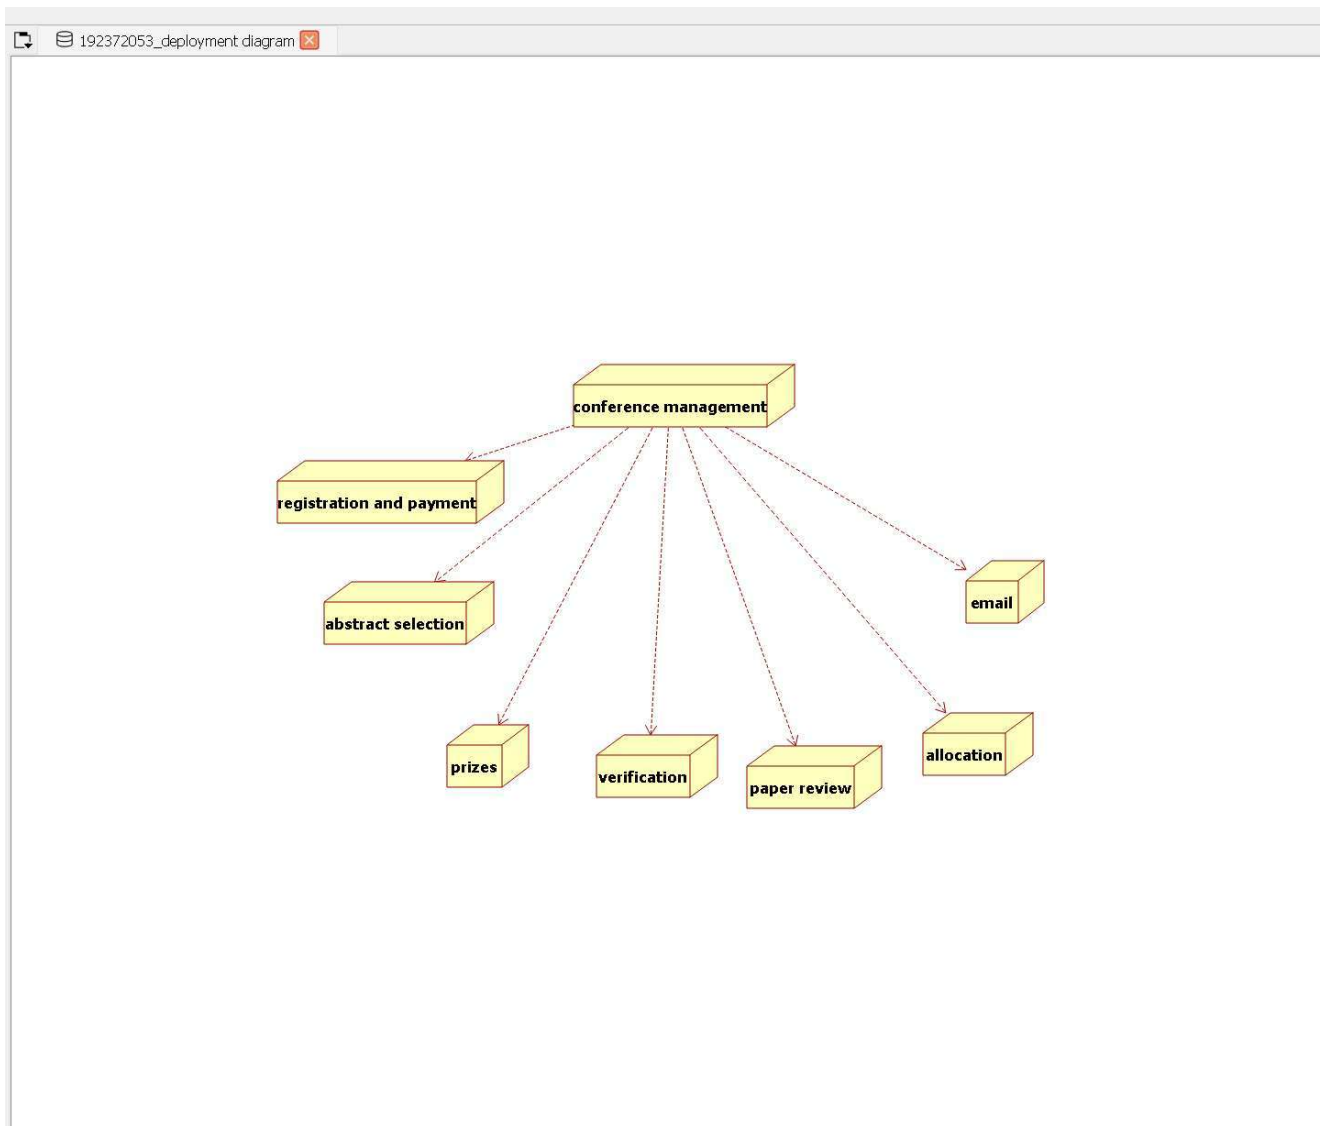 192372053_deployment diagram
conference management
registration and payment
abstract selection
email
prizes
verification
paper review
allocation